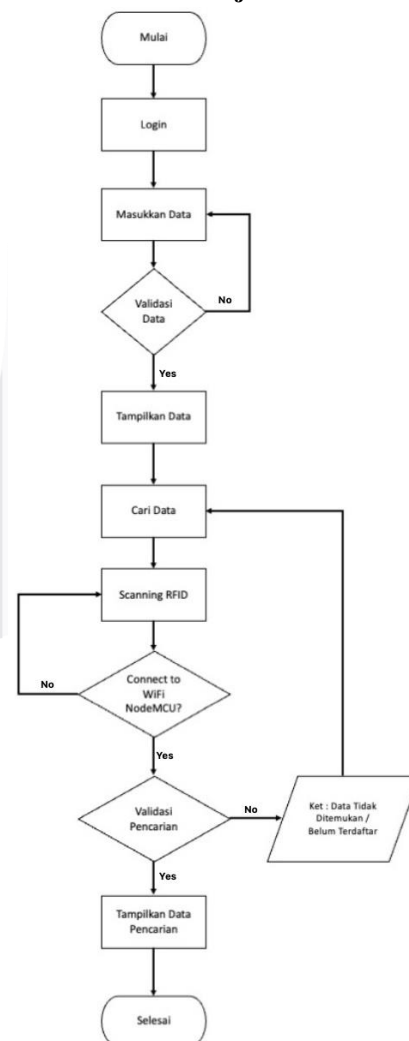 Mulai
Login
Masukkan Data
Validasi
Data
No
Yes
Tampilkan Data
Cari Data
Scanning RFID
Connect to
WiFi
NodeMCU?
No
Yes
Validasi
Pencarian
No
Ket : Data Tidak
Ditemukan /
Belum Terdaftar
Yes
Tampilkan Data
Pencarian
Selesai